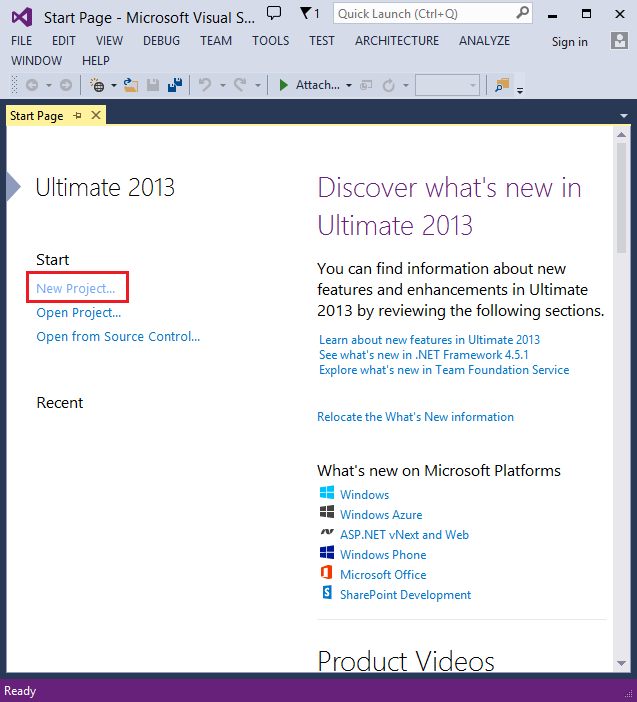 Start Page - Microsoft Visual S...
1
Quick Launch (Ctrl+Q)
FILE EDIT VIEW DEBUG TEAM TOOLS TEST ARCHITECTURE ANALYZE
Sign in
WINDOW HELP
Attach...
Start Page
Ultimate 2013
Start
New Project...
Open Project...
Open from Source Control...
Recent
Discover what's new in
Ultimate 2013
You can find information about new
features and enhancements in Ultimate
2013 by reviewing the following sections.
Learn about new features in Ultimate 2013
See what's new in .NET Framework 4.5.1
Explore what's new in Team Foundation Service
Relocate the What's New information
What's new on Microsoft Platforms
Windows
Windows Azure
ASP.NET vNext and Web
Windows Phone
Microsoft Office
SharePoint Development
Product Videos
Ready